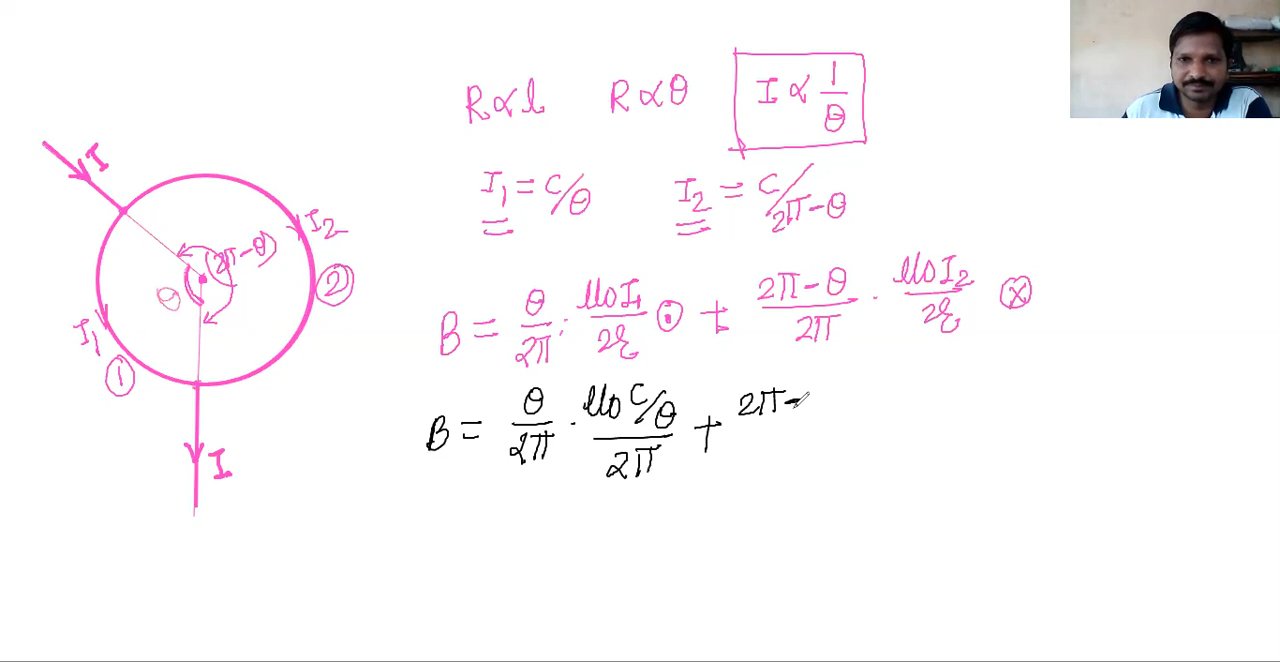 R ∝ l R ∝ θ I ∝ 1/θ
I
I₁ = C/θ I₂ = C/2π-θ
I₂
(2π-θ)
②
θ
B = θ/2π · μ₀I₁/2r ⊙ + 2π-θ/2π · μ₀I₂/2r ⊗
I₁
①
B = θ/2π · μ₀ C/θ/2π + 2π-
I